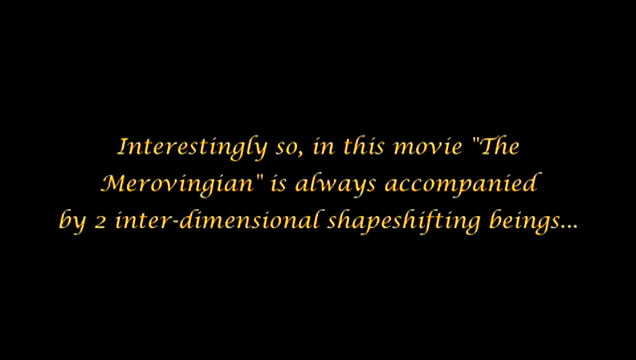 Interestingly so, in this movie "The
Merovingian" is always accompanied
by 2 inter-dimensional shapeshifting beings...